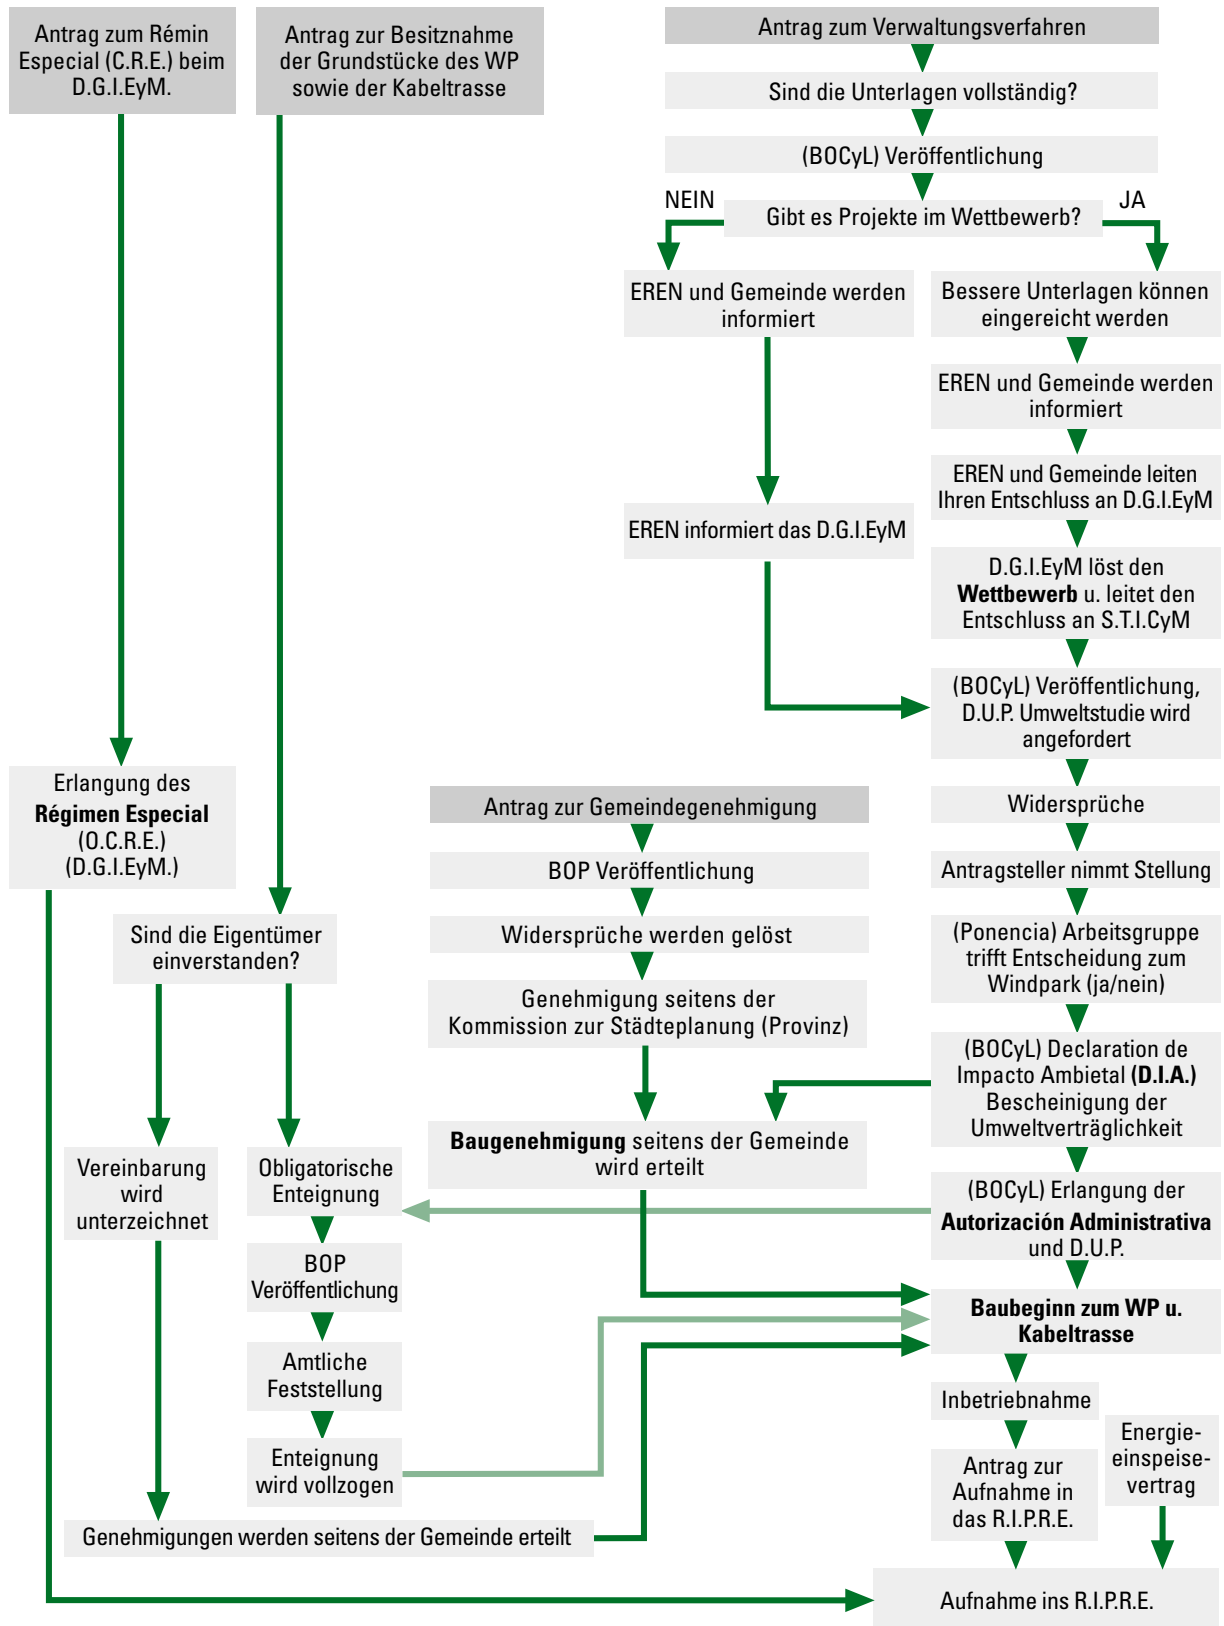 Antrag zum Rémin
Especial (C.R.E.) beim
D.G.I.EyM.
Antrag zur Besitznahme
der Grundstücke des WP
sowie der Kabeltrasse
Antrag zum Verwaltungsverfahren
Sind die Unterlagen vollständig?
(BOCyL) Veröffentlichung
NEIN
Gibt es Projekte im Wettbewerb?
JA
EREN und Gemeinde werden
informiert
EREN informiert das D.G.I.EyM
Bessere Unterlagen können
eingereicht werden
EREN und Gemeinde werden
informiert
EREN und Gemeinde leiten
Ihren Entschluss an D.G.I.EyM
D.G.I.EyM löst den
Wettbewerb u. leitet den
Entschluss an S.T.I.CyM
(BOCyL) Veröffentlichung,
D.U.P. Umweltstudie wird
angefordert
Widersprüche
Antragsteller nimmt Stellung
(Ponencia) Arbeitsgruppe
trifft Entscheidung zum
Windpark (ja/nein)
(BOCyL) Declaration de
Impacto Ambietal (D.I.A.)
Bescheinigung der
Umweltverträglichkeit
(BOCyL) Erlangung der
Autorización Administrativa
und D.U.P.
Erlangung des
Régimen Especial
(O.C.R.E.)
(D.G.I.EyM.)
Antrag zur Gemeindegenehmigung
BOP Veröffentlichung
Widersprüche werden gelöst
Genehmigung seitens der
Kommission zur Städteplanung (Provinz)
Baugenehmigung seitens der Gemeinde
wird erteilt
Sind die Eigentümer
einverstanden?
Vereinbarung
wird
unterzeichnet
Obligatorische
Enteignung
BOP
Veröffentlichung
Amtliche
Feststellung
Enteignung
wird vollzogen
Genehmigungen werden seitens der Gemeinde erteilt
Baubeginn zum WP u.
Kabeltrasse
Inbetriebnahme
Antrag zur
Aufnahme in
das R.I.P.R.E.
Energie-
einspeise-
vertrag
Aufnahme ins R.I.P.R.E.